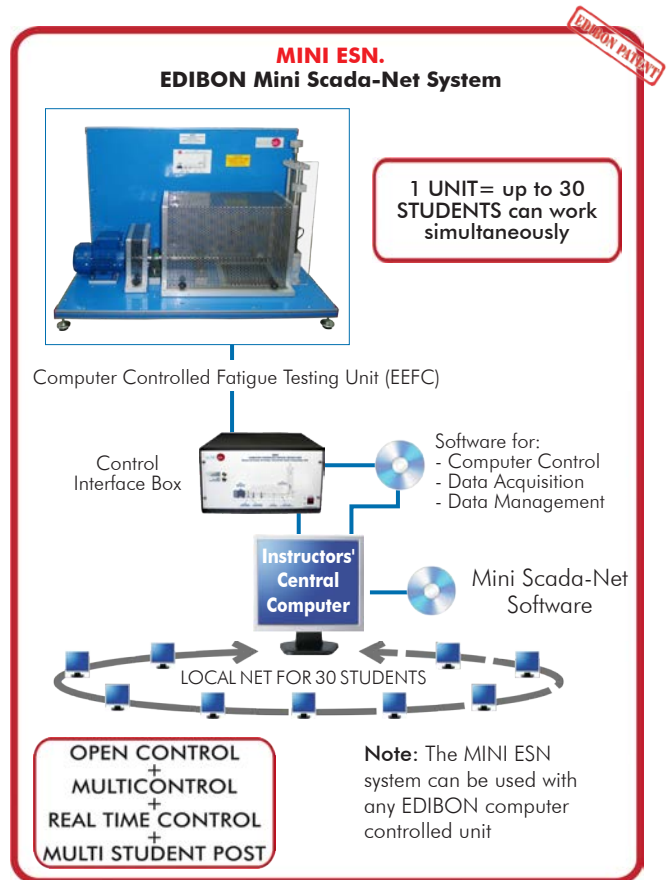 EDIBON PATENT
MINI ESN.
EDIBON Mini Scada-Net System
1 UNIT= up to 30
STUDENTS can work
simultaneously
Computer Controlled Fatigue Testing Unit (EEFC)
Control
Interface Box
Software for:
- Computer Control
- Data Acquisition
- Data Management
Instructors'
Central
Computer
Mini Scada-Net
Software
LOCAL NET FOR 30 STUDENTS
OPEN CONTROL
+
MULTICONTROL
+
REAL TIME CONTROL
+
MULTI STUDENT POST
Note: The MINI ESN
system can be used with
any EDIBON computer
controlled unit